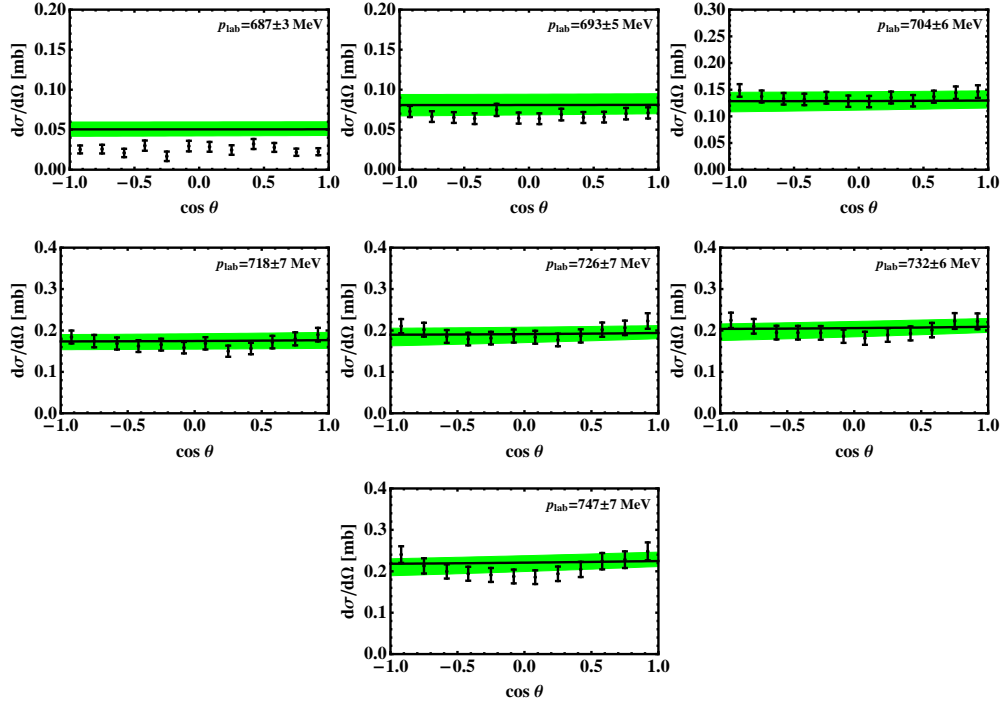 p_lab=687±3 MeV
dσ/dΩ [mb]
0.20
0.15
0.10
0.05
0.00
−1.0 −0.5 0.0 0.5 1.0
cos θ
p_lab=693±5 MeV
dσ/dΩ [mb]
0.20
0.15
0.10
0.05
0.00
−1.0 −0.5 0.0 0.5 1.0
cos θ
p_lab=704±6 MeV
dσ/dΩ [mb]
0.30
0.25
0.20
0.15
0.10
0.05
0.00
−1.0 −0.5 0.0 0.5 1.0
cos θ
p_lab=718±7 MeV
dσ/dΩ [mb]
0.4
0.3
0.2
0.1
0.0
−1.0 −0.5 0.0 0.5 1.0
cos θ
p_lab=726±7 MeV
dσ/dΩ [mb]
0.4
0.3
0.2
0.1
0.0
−1.0 −0.5 0.0 0.5 1.0
cos θ
p_lab=732±6 MeV
dσ/dΩ [mb]
0.4
0.3
0.2
0.1
0.0
−1.0 −0.5 0.0 0.5 1.0
cos θ
p_lab=747±7 MeV
dσ/dΩ [mb]
0.4
0.3
0.2
0.1
0.0
−1.0 −0.5 0.0 0.5 1.0
cos θ